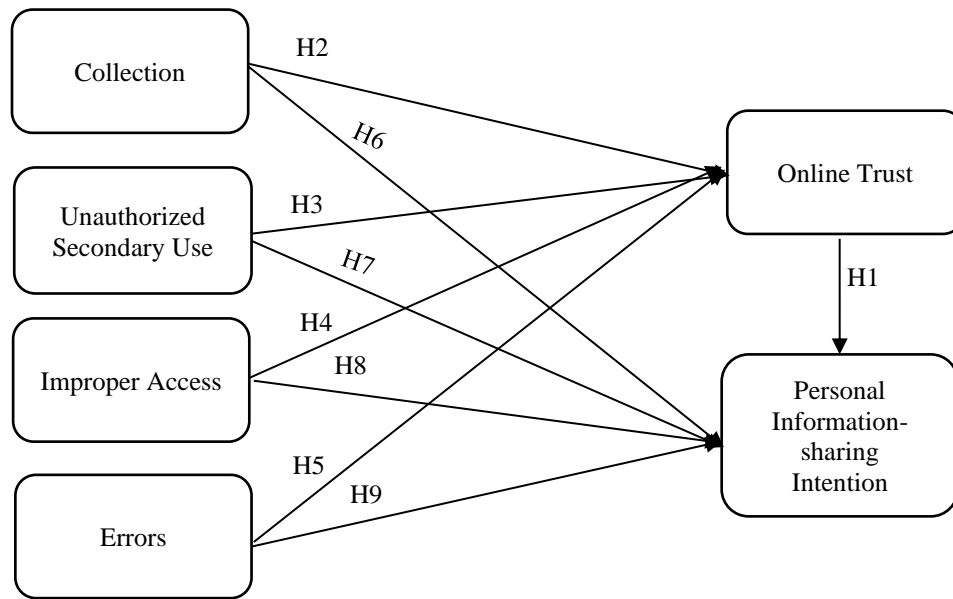 H2
Collection
H6
Online Trust
Unauthorized
Secondary Use
H3
H7
H1
H4
Improper Access
H8
Personal
Information-
sharing
Intention
H5
H9
Errors